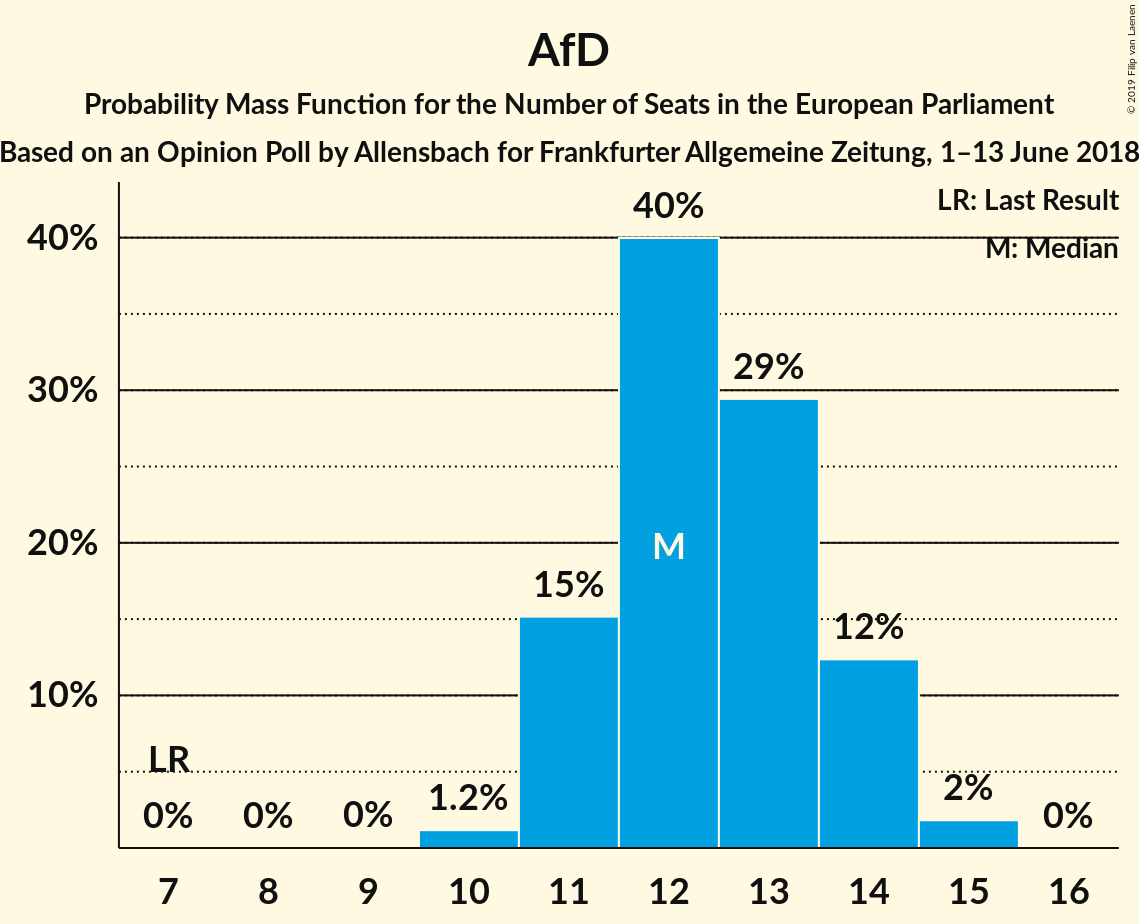 AfD
Probability Mass Function for the Number of Seats in the European Parliament
Based on an Opinion Poll by Allensbach for Frankfurter Allgemeine Zeitung, 1–13 June 2018
© 2019 Filip van Laenen
LR: Last Result
M: Median
40%
30%
20%
10%
LR
0%
0%
0%
1.2%
15%
40%
M
29%
12%
2%
0%
7 8 9 10 11 12 13 14 15 16